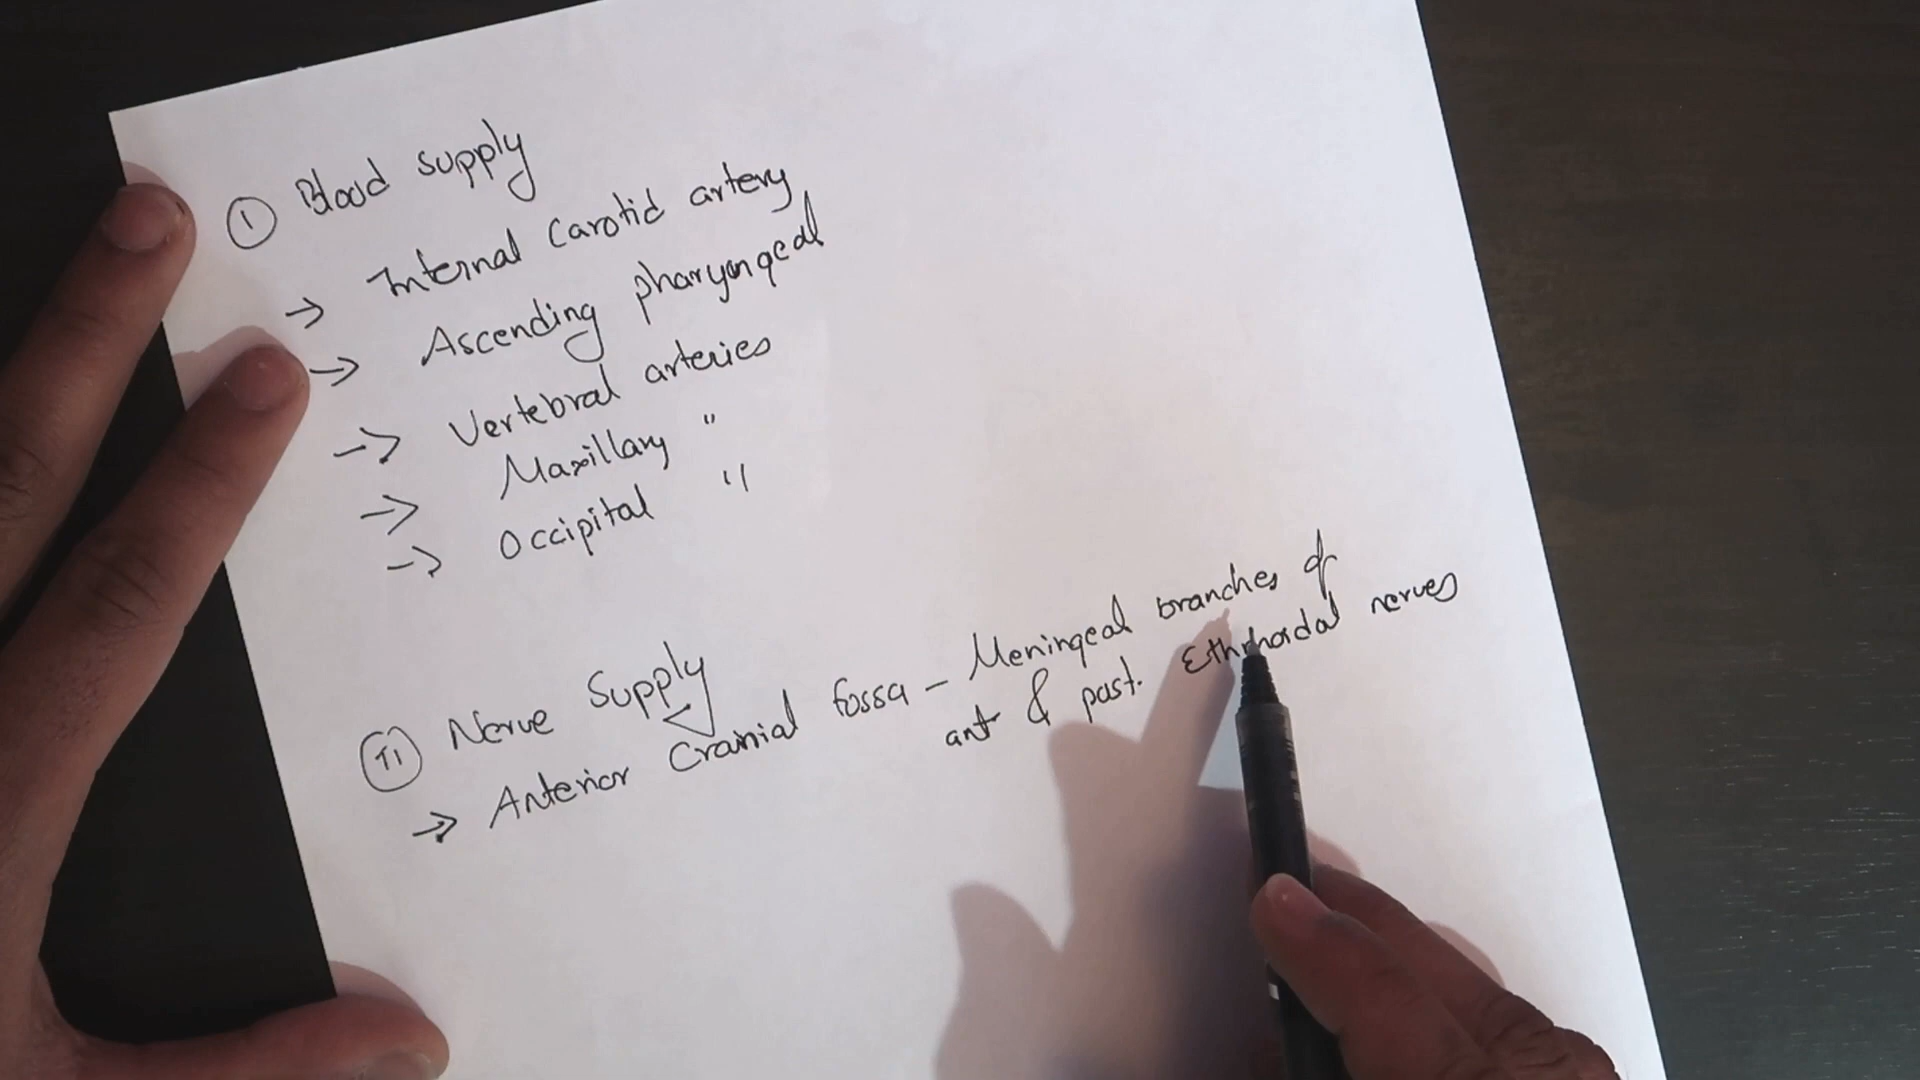 ① Blood supply
→ Internal Carotid artery
→ Ascending pharyngeal
→ Vertebral arteries
→ Maxillary "
→ Occipital "
II Nerve Supply
→ Anterior Cranial fossa - Meningeal branches of
ant & post. Ethmoidal nerves